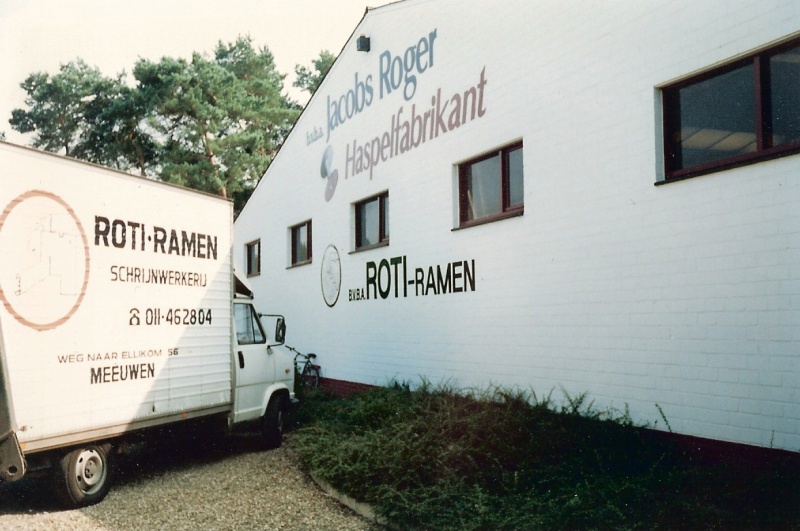 ROTI-RAMEN
SCHRIJNWERKERIJ
☎ 011-462804
WEG NAAR ELLIKOM 56
MEEUWEN
b.v.b.a. Jacobs Roger
Haspelfabrikant
B.V.B.A. ROTI-RAMEN